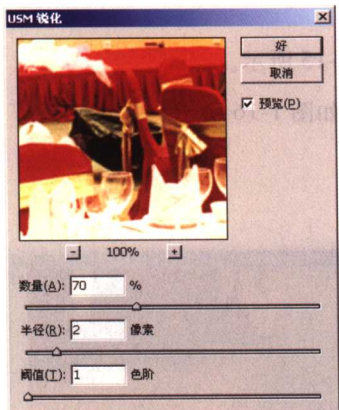 USM 锐化
好
取消
预览(P)
100%
数量(A): 70 %
半径(R): 2 像素
阈值(T): 1 色阶